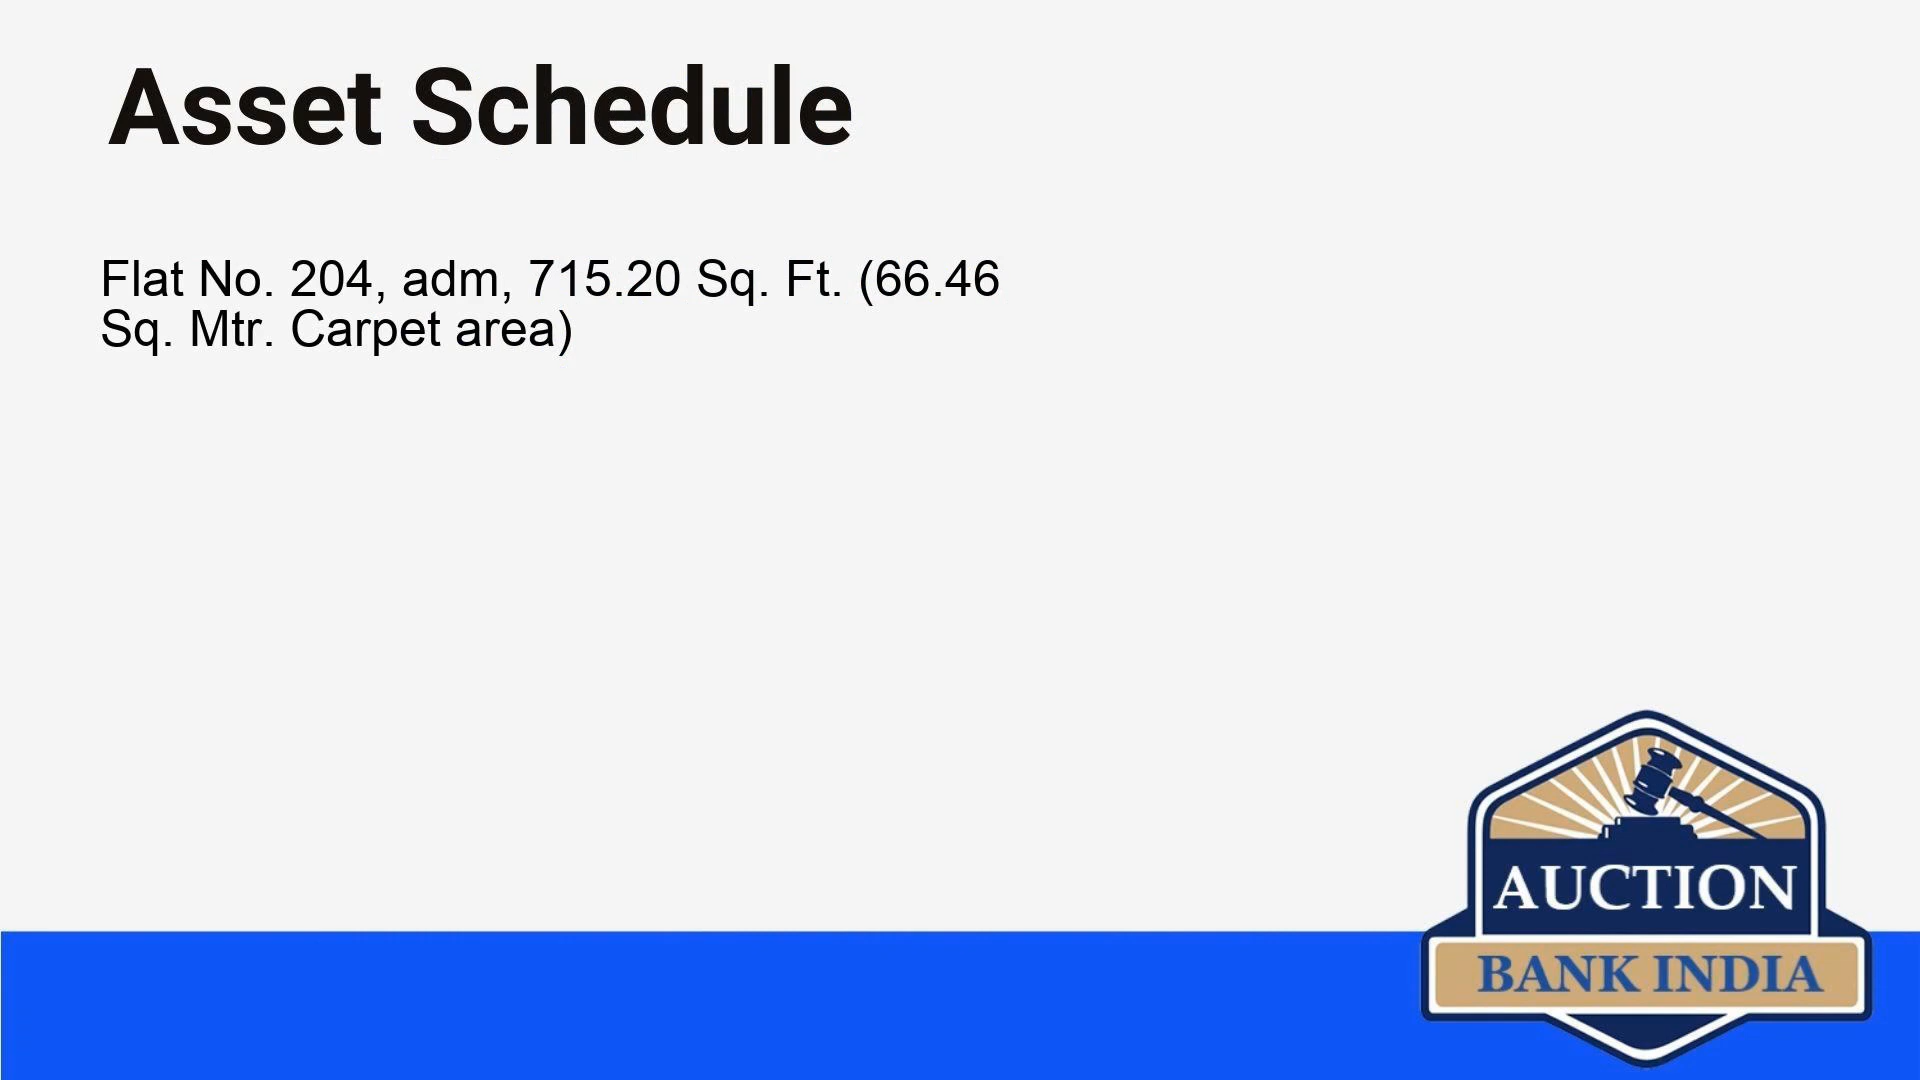 Asset Schedule
Flat No. 204, adm, 715.20 Sq. Ft. (66.46
Sq. Mtr. Carpet area)
AUCTION
BANK INDIA